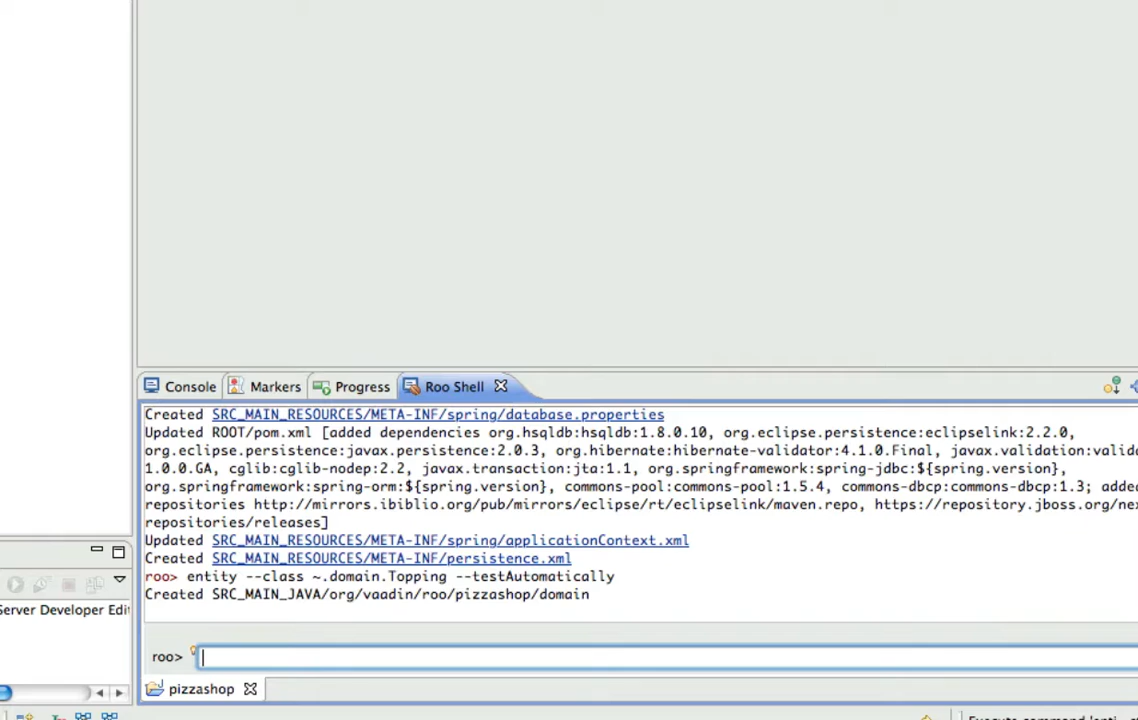 Console Markers Progress Roo Shell
Created SRC_MAIN_RESOURCES/META-INF/spring/database.properties
Updated ROOT/pom.xml [added dependencies org.hsqldb:hsqldb:1.8.0.10, org.eclipse.persistence:eclipselink:2.2.0,
org.eclipse.persistence:javax.persistence:2.0.3, org.hibernate:hibernate-validator:4.1.0.Final, javax.validation:valida
1.0.0.GA, cglib:cglib-nodep:2.2, javax.transaction:jta:1.1, org.springframework:spring-jdbc:${spring.version},
org.springframework:spring-orm:${spring.version}, commons-pool:commons-pool:1.5.4, commons-dbcp:commons-dbcp:1.3; added
repositories http://mirrors.ibiblio.org/pub/mirrors/eclipse/rt/eclipselink/maven.repo, https://repository.jboss.org/nex
repositories/releases]
Updated SRC_MAIN_RESOURCES/META-INF/spring/applicationContext.xml
Created SRC_MAIN_RESOURCES/META-INF/persistence.xml
roo> entity --class ~.domain.Topping --testAutomatically
Created SRC_MAIN_JAVA/org/vaadin/roo/pizzashop/domain
Server Developer Edit
roo>
pizzashop